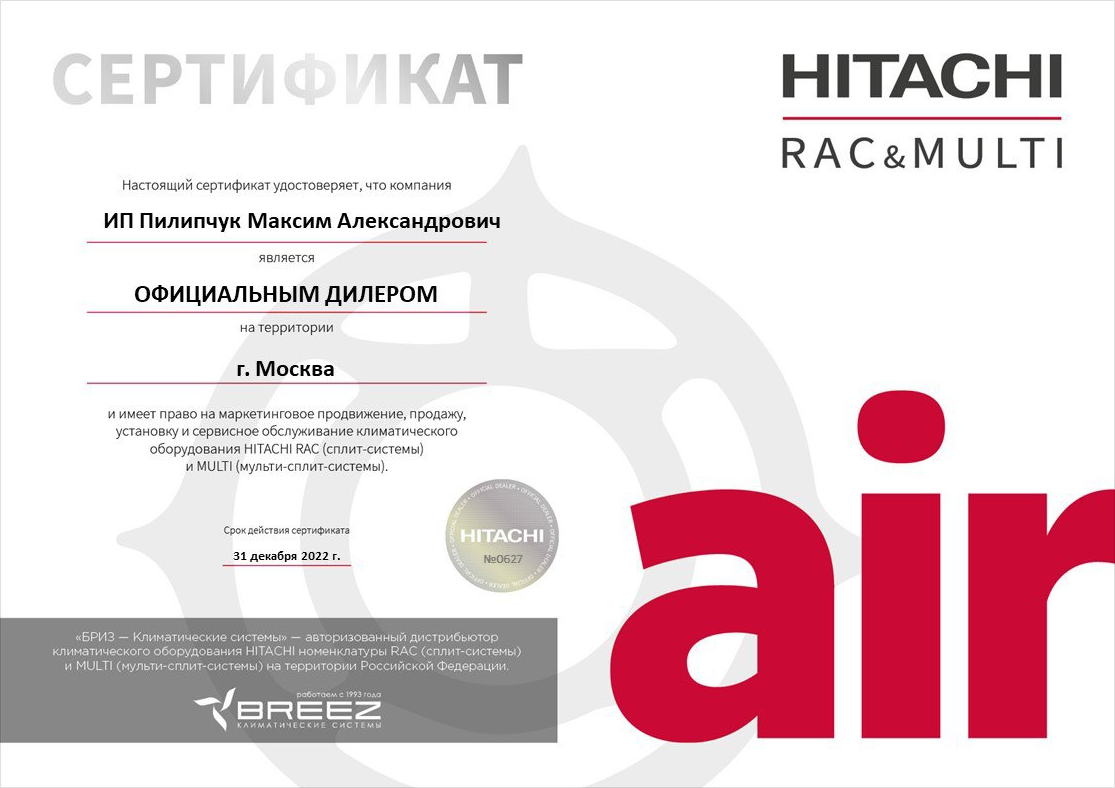 СЕРТИФИКАТ
HITACHI
RAC&MULTI
Настоящий сертификат удостоверяет, что компания
ИП Пилипчук Максим Александрович
является
ОФИЦИАЛЬНЫМ ДИЛЕРОМ
на территории
г. Москва
и имеет право на маркетинговое продвижение, продажу,
установку и сервисное обслуживание климатического
оборудования HITACHI RAC (сплит-системы)
и MULTI (мульти-сплит-системы).
Срок действия сертификата
31 декабря 2022 г.
OFFICIAL DEALER • OFFICIAL DEALER • OFFICIAL DEALER • OFFICIAL DEALER •
HITACHI
№0627
air
«БРИЗ — Климатические системы» — авторизованный дистрибьютор
климатического оборудования HITACHI номенклатуры RAC (сплит-системы)
и MULTI (мульти-сплит-системы) на территории Российской Федерации.
работаем с 1993 года
BREEZ
КЛИМАТИЧЕСКИЕ СИСТЕМЫ